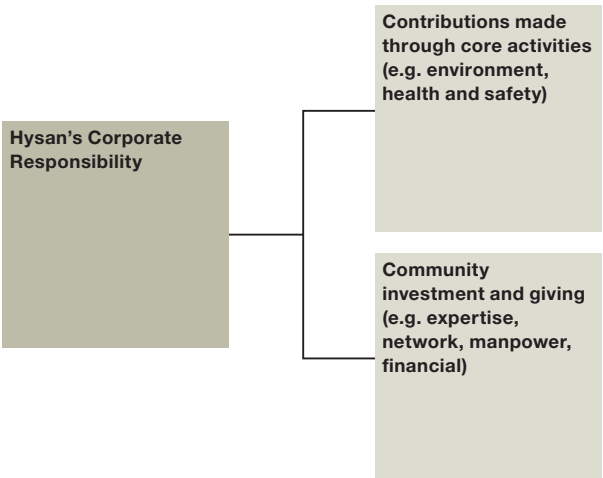 Contributions made
through core activities
(e.g. environment,
health and safety)
Hysan’s Corporate
Responsibility
Community
investment and giving
(e.g. expertise,
network, manpower,
financial)